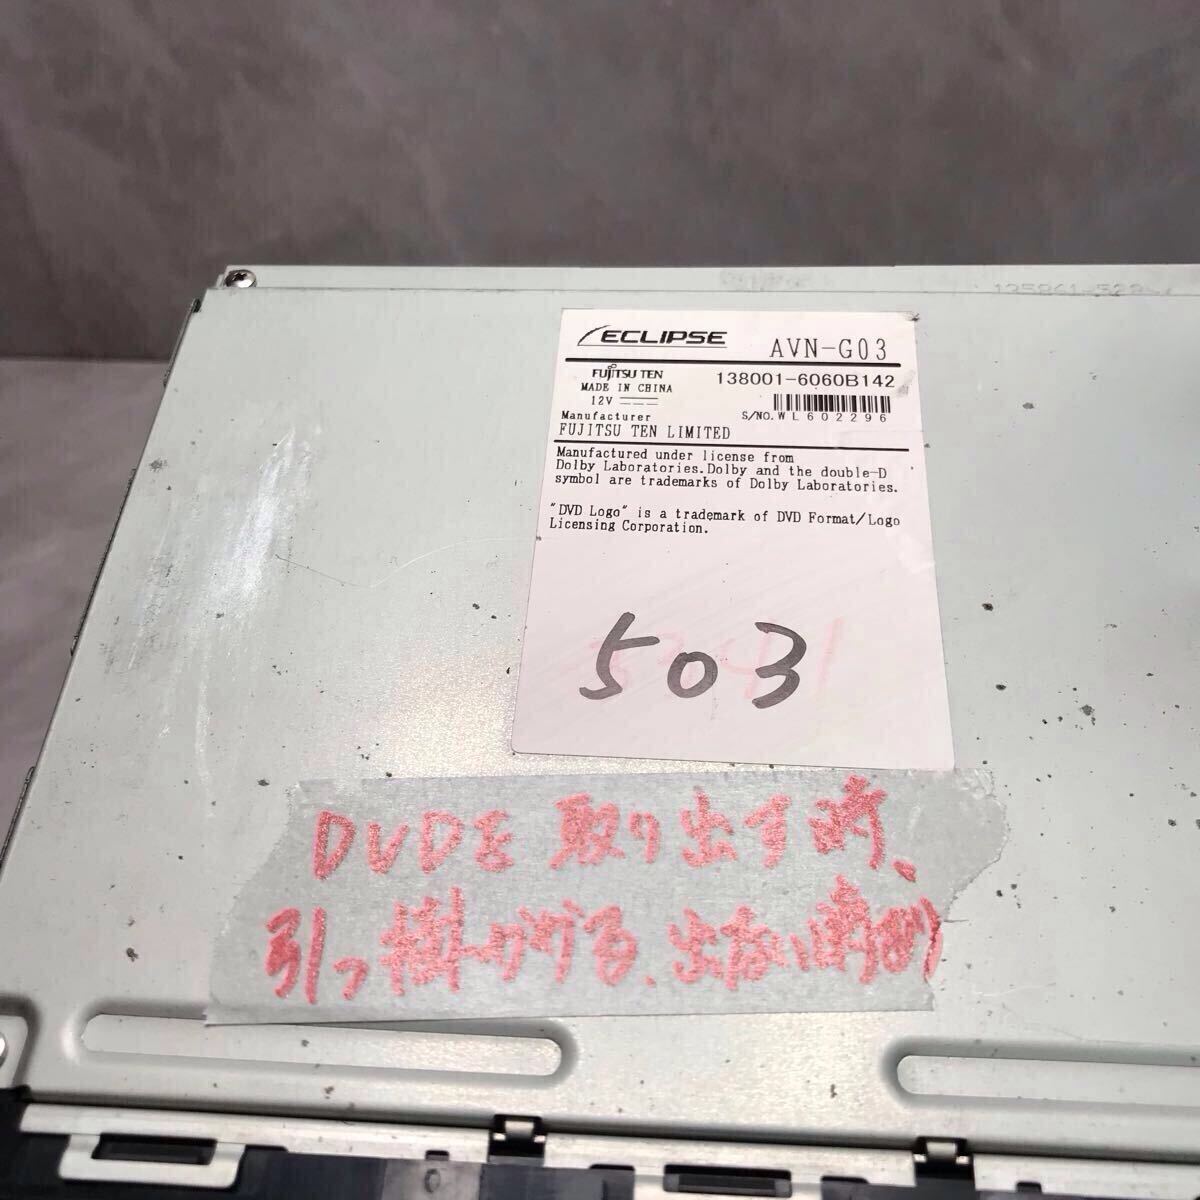 ECLIPSE AVN-G03
FUJITSU TEN 138001-6060B142
MADE IN CHINA
12V
S/NO.WL602296
Manufacturer
FUJITSU TEN LIMITED
Manufactured under license from
Dolby Laboratories.Dolby and the double-D
symbol are trademarks of Dolby Laboratories.
"DVD Logo" is a trademark of DVD Format/Logo
Licensing Corporation.
503
DVDを取り出す時、
引っ掛かがる、出ない時あり